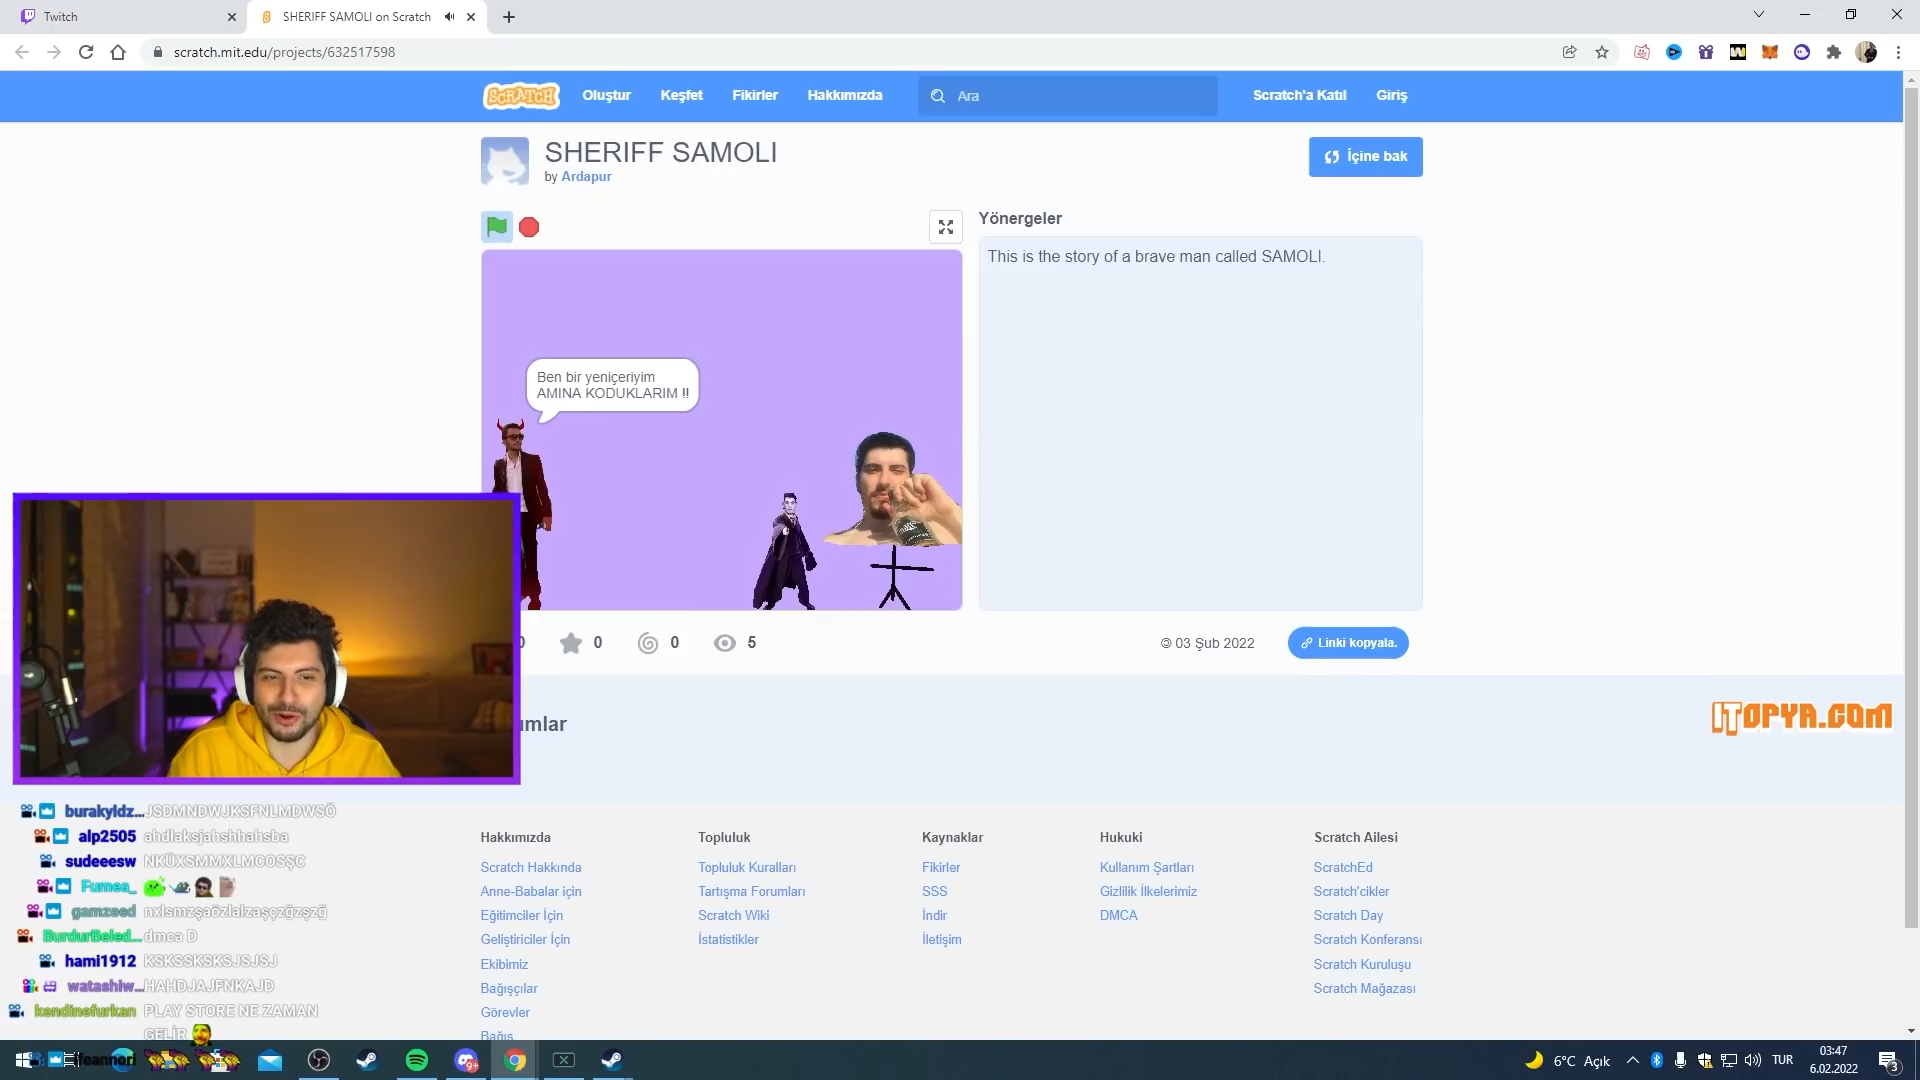 Twitch
SHERIFF SAMOLI on Scratch
scratch.mit.edu/projects/632517598
SCRATCH
Oluştur
Keşfet
Fikirler
Hakkımızda
Ara
Scratch'a Katıl
Giriş
SHERIFF SAMOLI
by Ardapur
İçine bak
Yönergeler
This is the story of a brave man called SAMOLI.
Ben bir yeniçeriyim
AMINA KODUKLARIM !!
0
0
5
© 03 Şub 2022
Linki kopyala.
ITOPYA.COM
burakyldz... JSDMNDWJKSFNLMDWSÖ
alp2505 ahdlaksjahshhahsba
sudeeesw NKÜXSMMXLMCOSŞC
Fumea_
gamzeed nxlsmzşaözlalzaşçzğzşzğ
BurdurBeled... dmca D
hami1912 KSKSSKSKSJSJSJ
watashiw... HAHDJAJFNKAJD
kendinefurkan PLAY STORE NE ZAMAN
GELİR
Hakkımızda
Scratch Hakkında
Anne-Babalar için
Eğitimciler İçin
Geliştiriciler İçin
Ekibimiz
Bağışçılar
Görevler
Bağış
Topluluk
Topluluk Kuralları
Tartışma Forumları
Scratch Wiki
İstatistikler
Kaynaklar
Fikirler
SSS
İndir
İletişim
Hukuki
Kullanım Şartları
Gizlilik İlkelerimiz
DMCA
Scratch Ailesi
ScratchEd
Scratch'cikler
Scratch Day
Scratch Konferansı
Scratch Kuruluşu
Scratch Mağazası
6°C Açık
TUR
03:47
6.02.2022
3